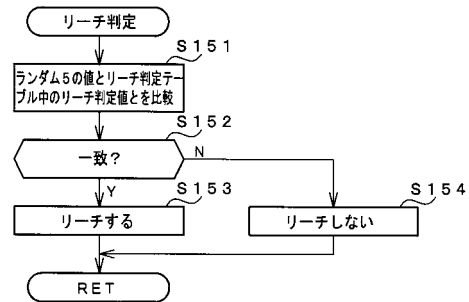 リーチ判定
S151
ランダム5の値とリーチ判定テー
ブル中のリーチ判定値とを比較
S152
一致?
N
Y
S153
S154
リーチする
リーチしない
RET